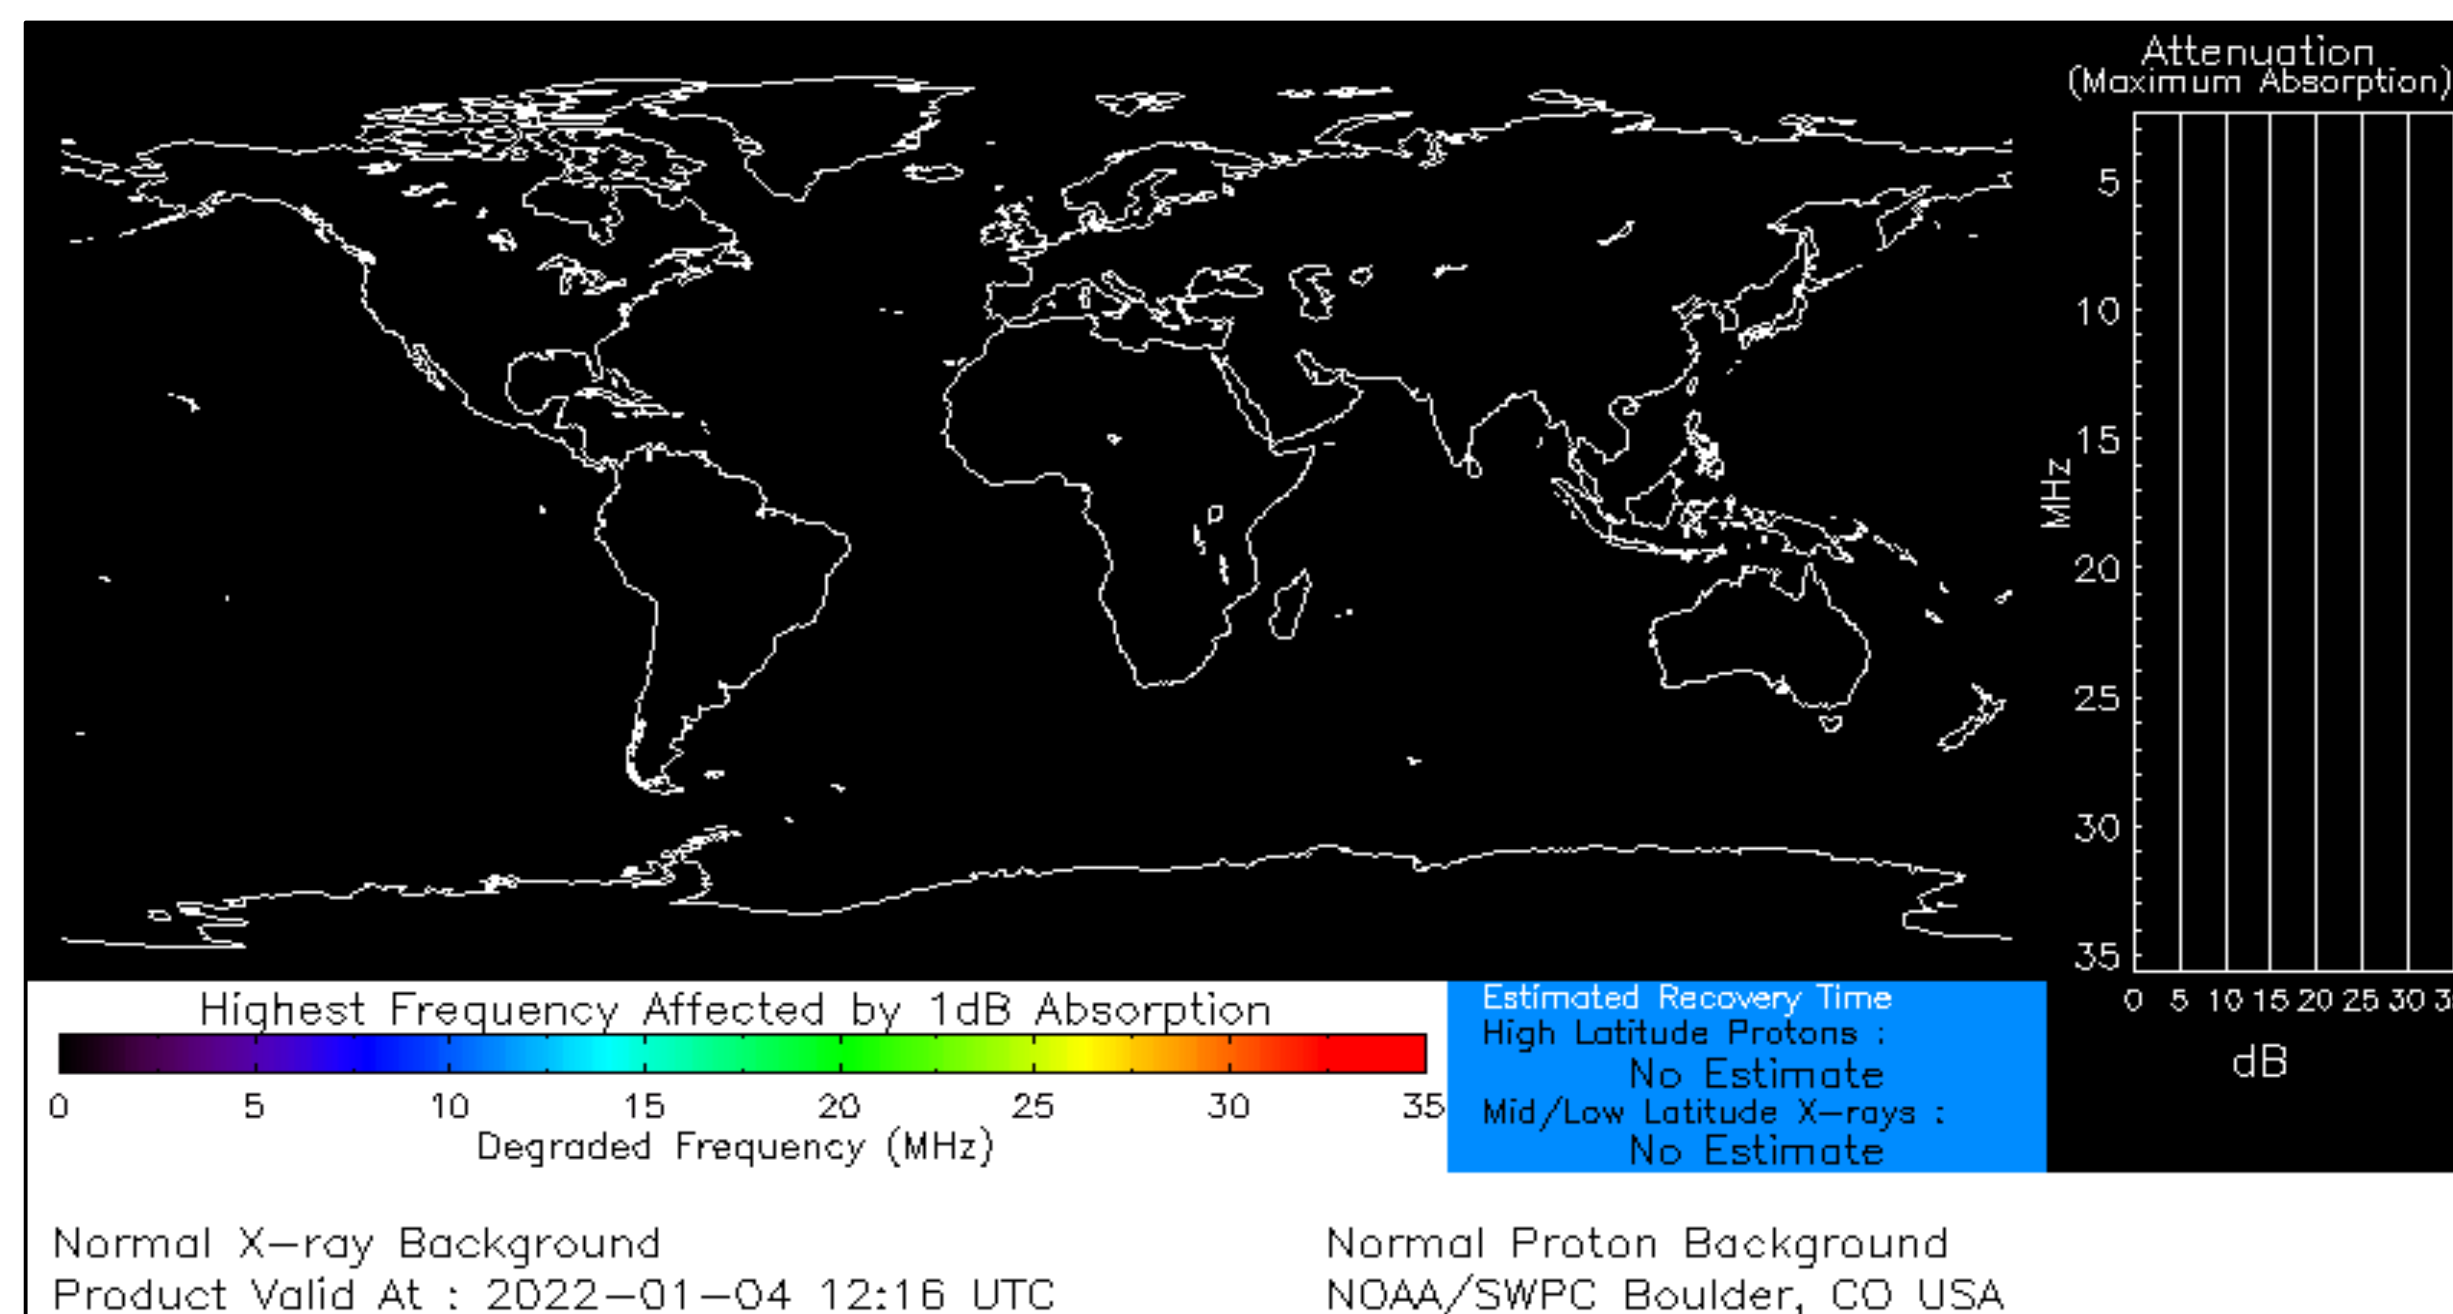 Attenuation
(Maximum Absorption)
5
10
15
20
25
30
35
MHz
0 5 10 15 20 25 30 3
dB
Highest Frequency Affected by 1dB Absorption
0 5 10 15 20 25 30 35
Degraded Frequency (MHz)
Estimated Recovery Time
High Latitude Protons :
No Estimate
Mid/Low Latitude X-rays :
No Estimate
Normal X-ray Background
Product Valid At : 2022-01-04 12:16 UTC
Normal Proton Background
NOAA/SWPC Boulder, CO USA